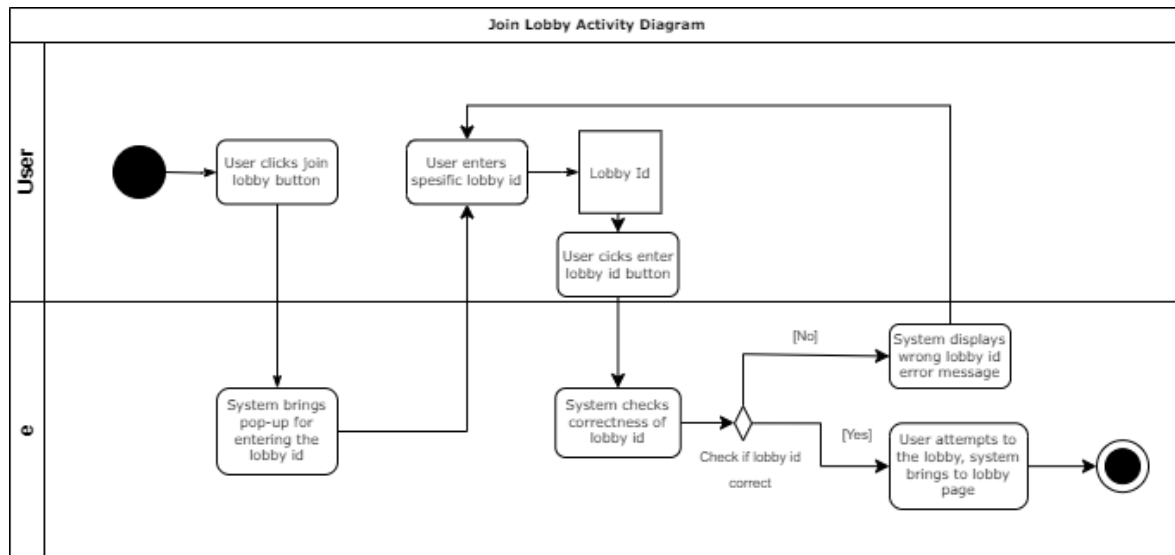 Join Lobby Activity Diagram
User
User clicks join
lobby button
User enters
spesific lobby id
Lobby Id
User cicks enter
lobby id button
e
System brings
pop-up for
entering the
lobby id
System checks
correctness of
lobby id
Check if lobby id
correct
[No]
System displays
wrong lobby id
error message
[Yes]
User attempts to
the lobby, system
brings to lobby
page